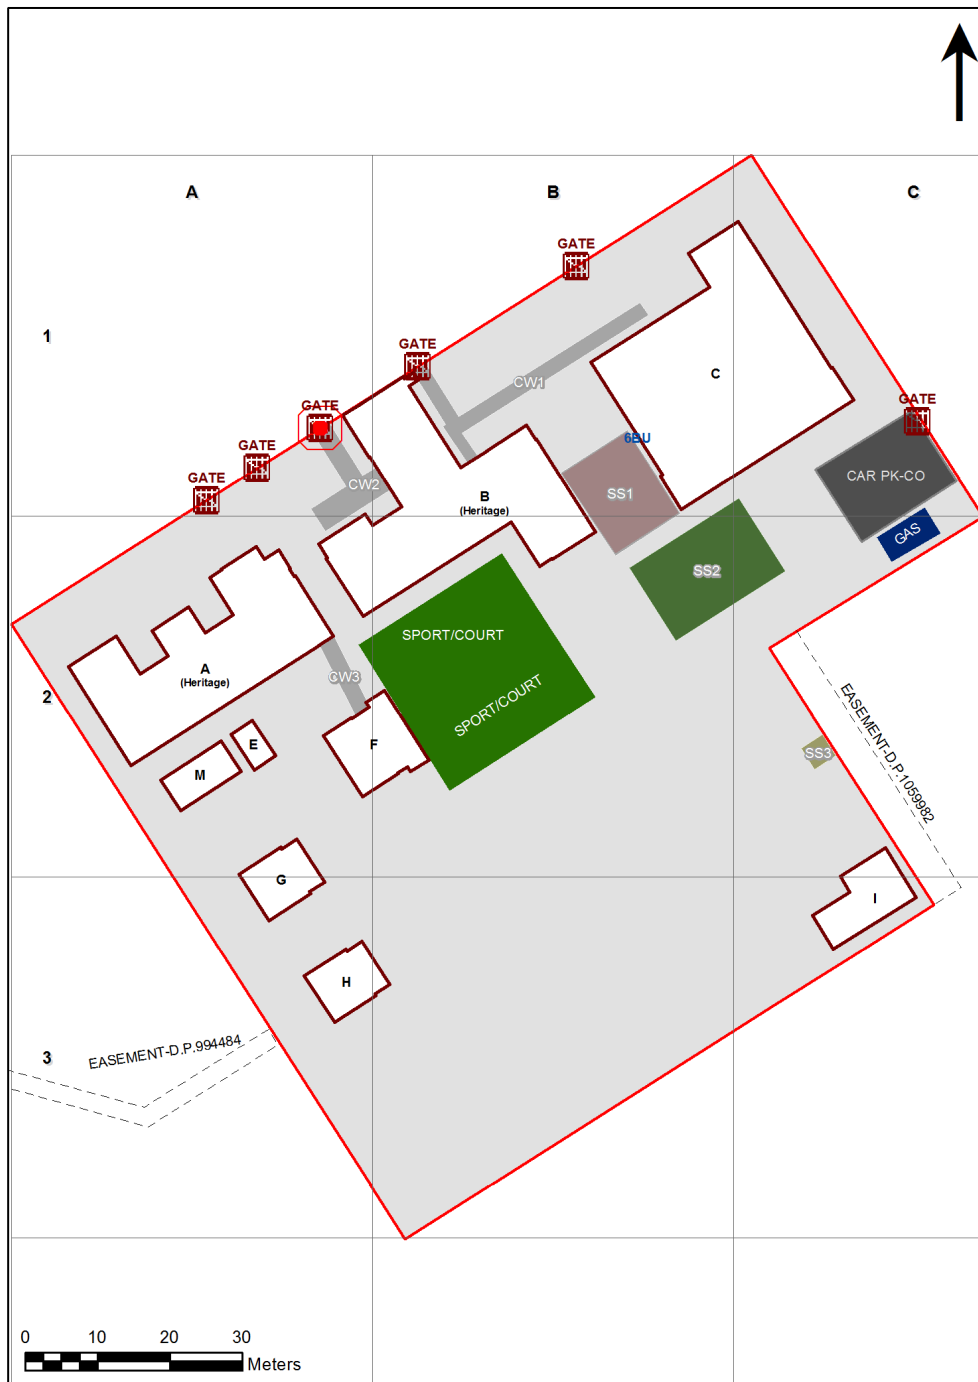 A
B
C
GATE
1
GATE
GATE
C
CW1
GATE
GATE
6BU
GATE
GATE
CAR PK-CO
CW2
SS1
B
(Heritage)
GAS
SS2
SPORT/COURT
A
(Heritage)
CW3
2
SPORT/COURT
EASEMENT-D.P.1059982
E
F
SS3
M
G
I
H
EASEMENT-D.P.994484
3
0 10 20 30
Meters